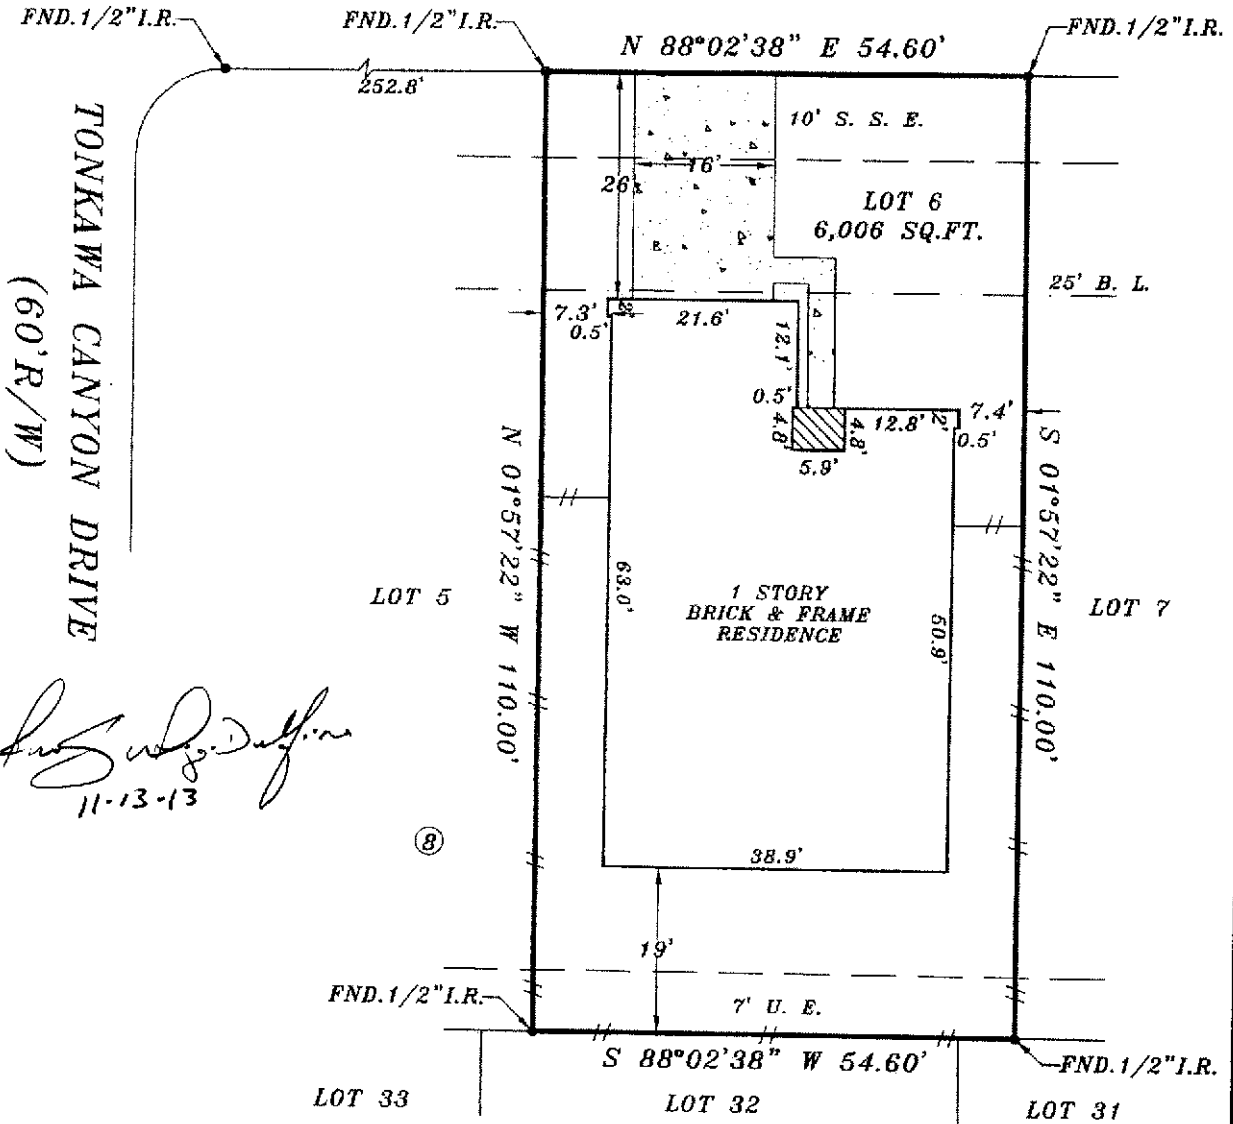 FND.1/2"I.R.
FND.1/2"I.R.
N 88°02'38" E 54.60'
FND.1/2"I.R.
252.8'
10' S. S. E.
16'
26'
LOT 6
6,006 SQ.FT.
25' B. L.
7.3'
0.5'
2'
21.6'
12.1'
0.5'
4.8'
4.8'
5.9'
12.8'
2'
7.4'
0.5'
TONKAWA CANYON DRIVE
(60'R/W)
N 01°57'22" W 110.00'
S 01°57'22" E 110.00'
63.0'
50.9'
LOT 5
1 STORY
BRICK & FRAME
RESIDENCE
LOT 7
11-13-13
8
38.9'
19'
FND.1/2"I.R.
7' U. E.
S 88°02'38" W 54.60'
FND.1/2"I.R.
LOT 33
LOT 32
LOT 31